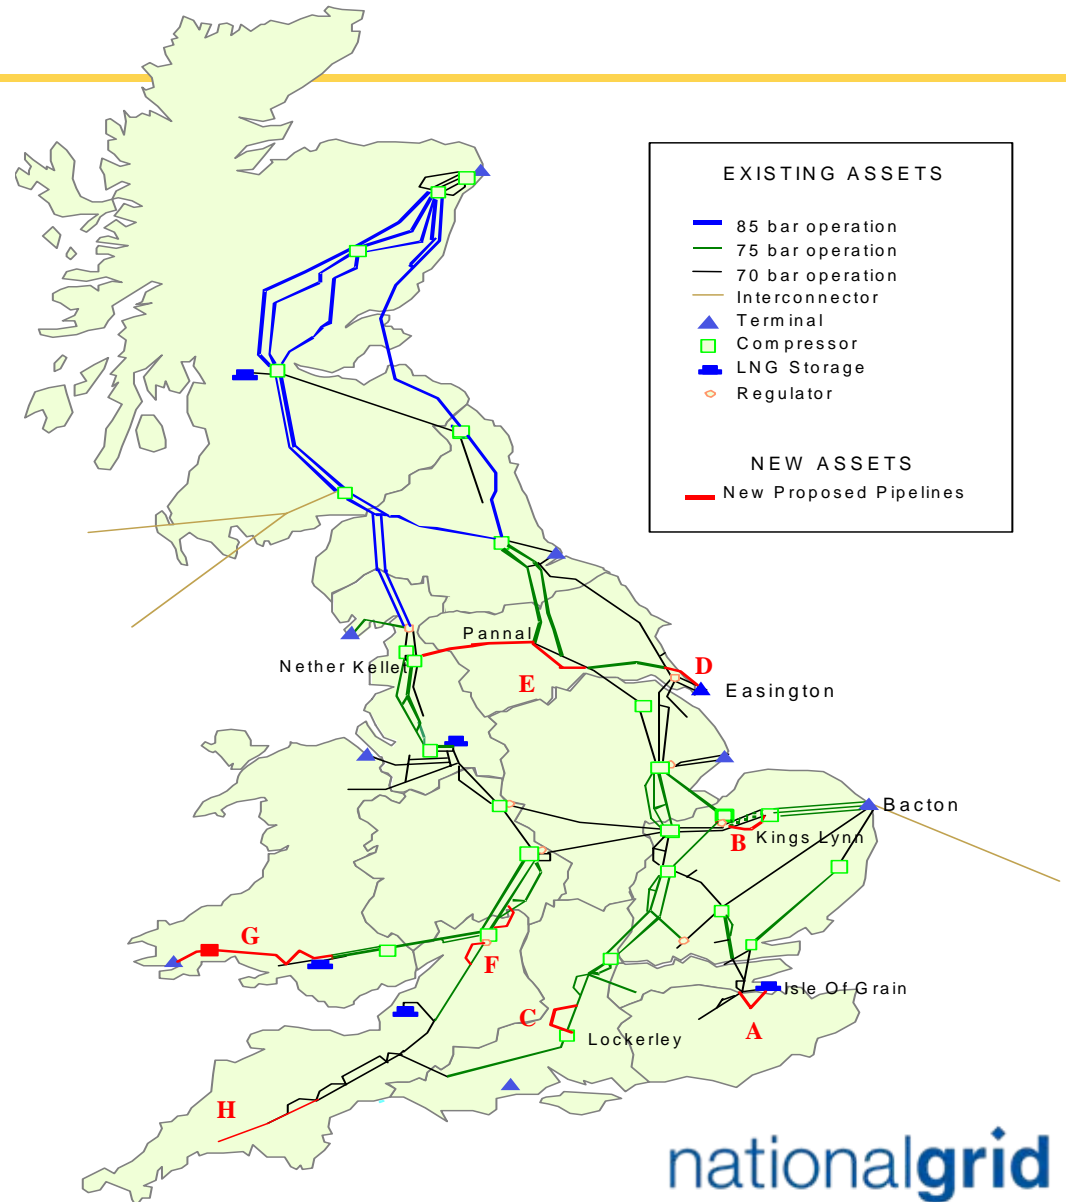 EXISTING ASSETS
85 bar operation
75 bar operation
70 bar operation
Interconnector
Terminal
Compressor
LNG Storage
Regulator
NEW ASSETS
New Proposed Pipelines
Pannal
Nether Kellet
D
E
Easington
Bacton
B
Kings Lynn
G
F
Isle Of Grain
C
A
Lockerley
H
nationalgrid